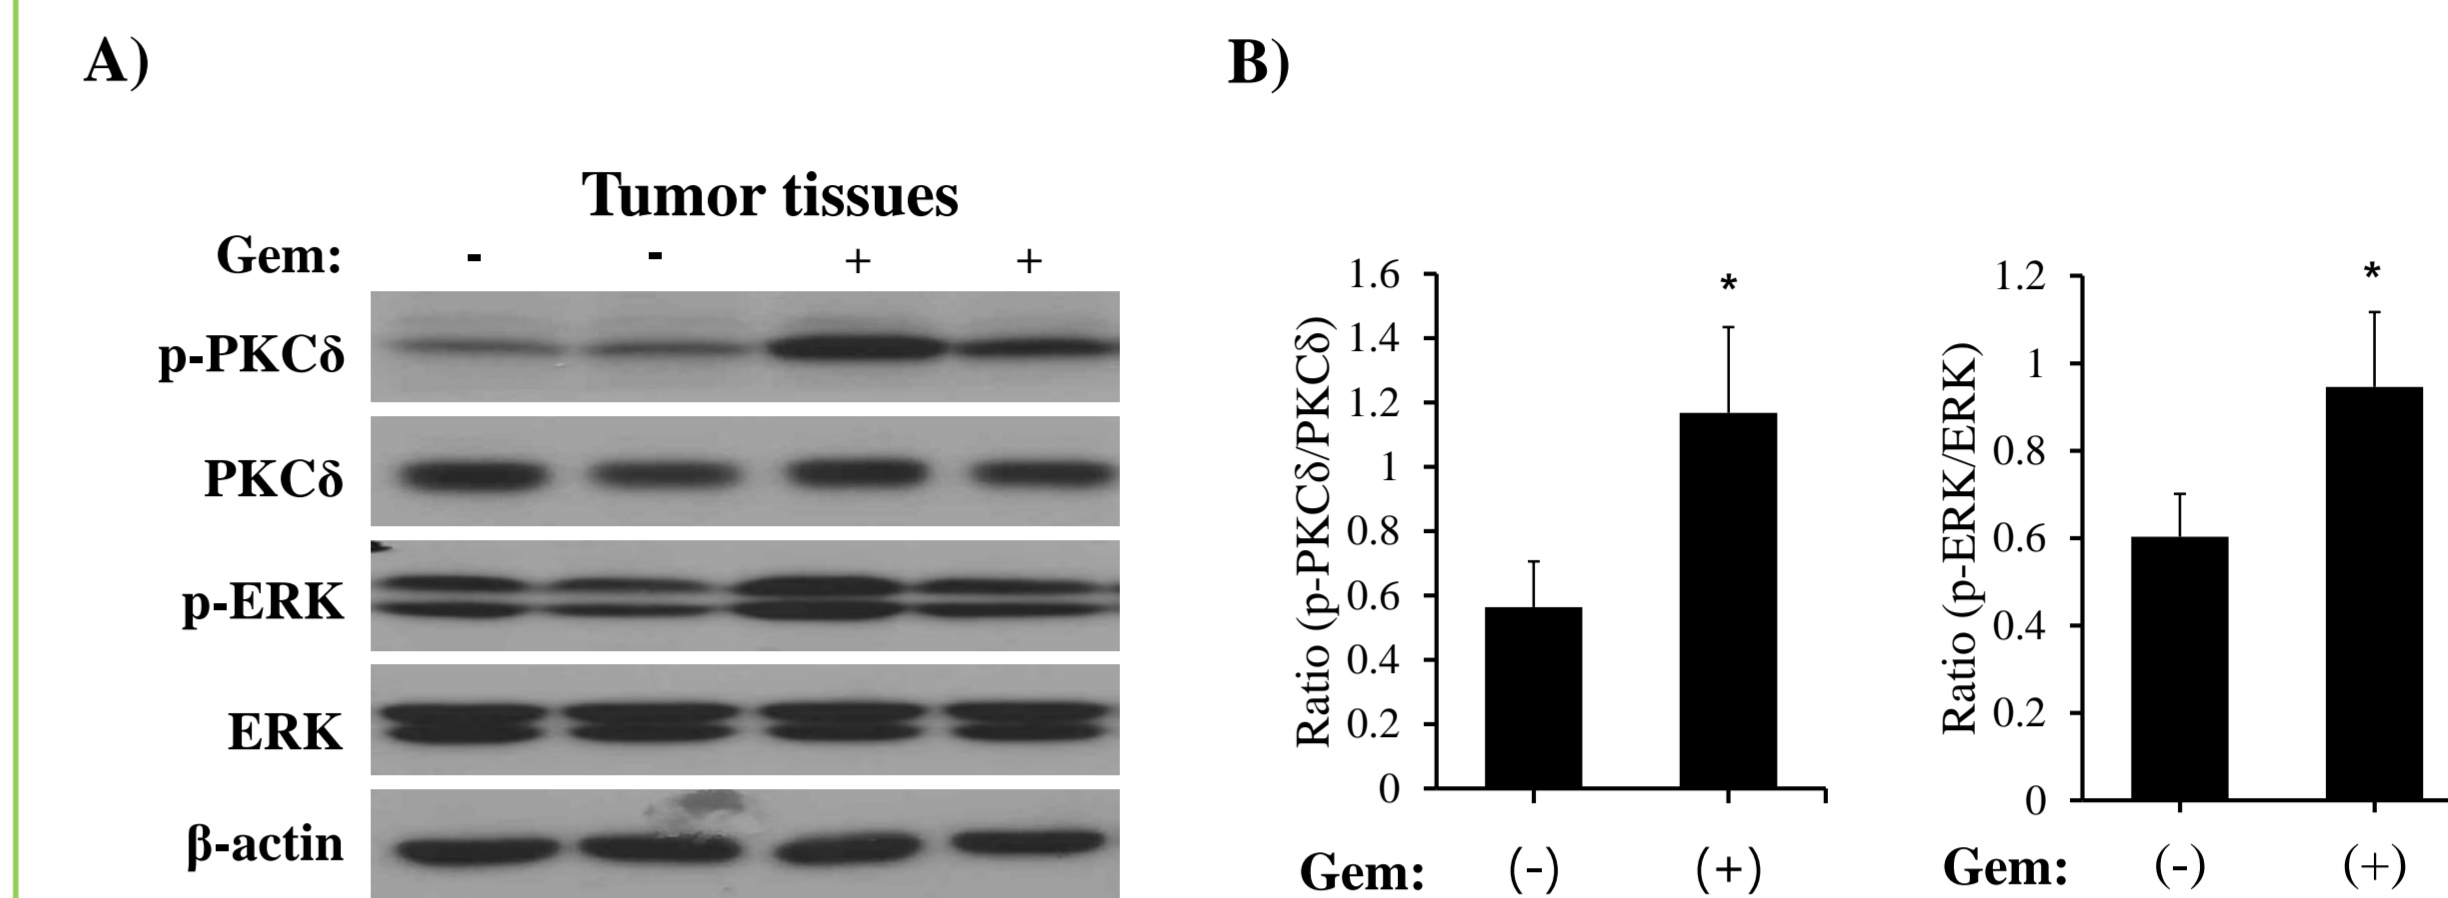 A)
Tumor tissues
Gem: - - + +
p-PKCδ
PKCδ
p-ERK
ERK
β-actin
B)
Ratio (p-PKCδ/PKCδ)
1.6
1.4
1.2
1
0.8
0.6
0.4
0.2
0
*
Gem: (-) (+)
Ratio (p-ERK/ERK)
1.2
1
0.8
0.6
0.4
0.2
0
*
Gem: (-) (+)